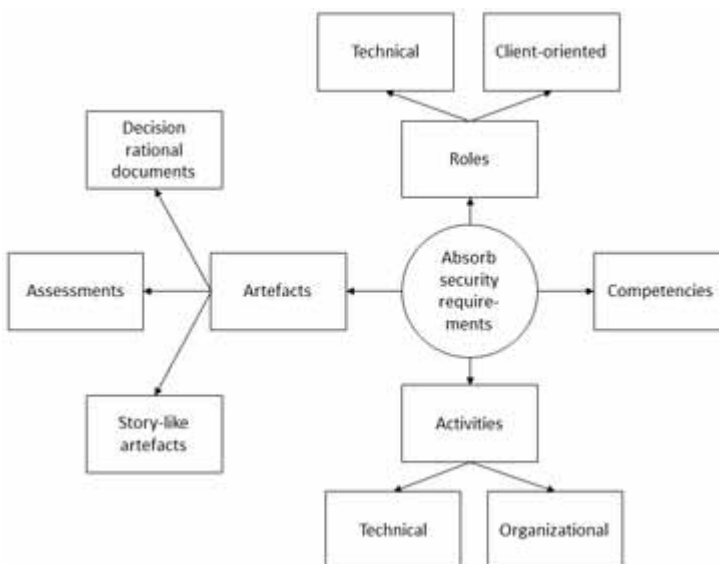 Technical
Client-oriented
Decision
rational
documents
Roles
Absorb
security
require-
ments
Assessments
Artefacts
Competencies
Story-like
artefacts
Activities
Technical
Organizational